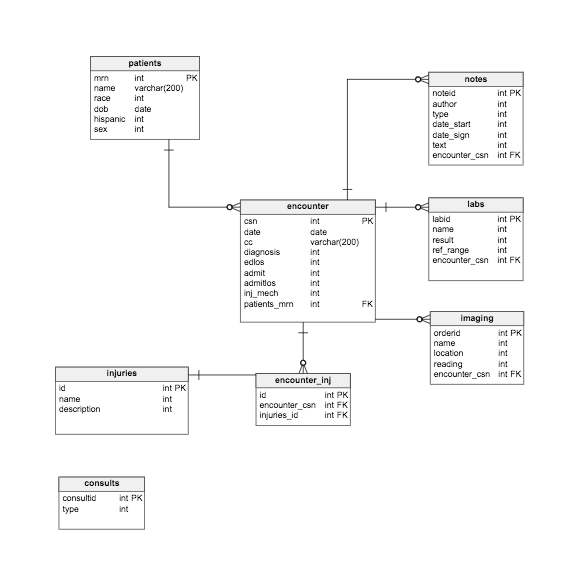 patients
mrn int PK
name varchar(200)
race int
dob date
hispanic int
sex int
notes
noteid int PK
author int
type int
date_start int
date_sign int
text int
encounter_csn int FK
encounter
csn int PK
date date
cc varchar(200)
diagnosis int
edlos int
admit int
admitlos int
inj_mech int
patients_mrn int FK
labs
labid int PK
name int
result int
ref_range int
encounter_csn int FK
imaging
orderid int PK
name int
location int
reading int
encounter_csn int FK
injuries
id int PK
name int
description int
encounter_inj
id int PK
encounter_csn int FK
injuries_id int FK
consults
consultid int PK
type int